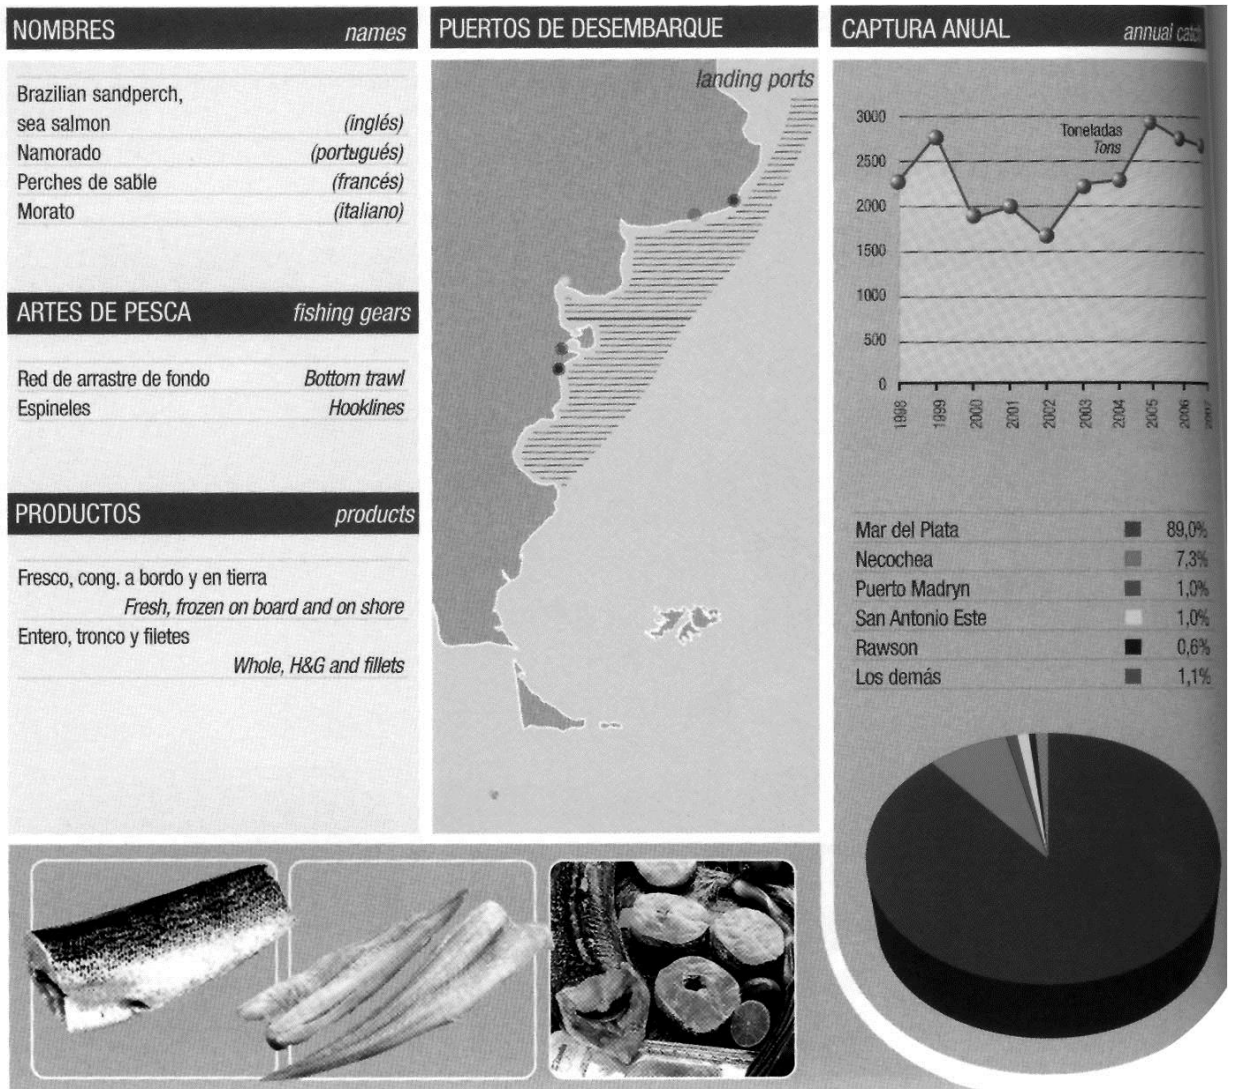 NOMBRES names
Brazilian sandperch,
sea salmon (inglés)
Namorado (portugués)
Perches de sable (francés)
Morato (italiano)
ARTES DE PESCA fishing gears
Red de arrastre de fondo Bottom trawl
Espineles Hooklines
PRODUCTOS products
Fresco, cong. a bordo y en tierra
Fresh, frozen on board and on shore
Entero, tronco y filetes
Whole, H&G and fillets
PUERTOS DE DESEMBARQUE
landing ports
CAPTURA ANUAL annual catch
Toneladas
Tons
3000
2500
2000
1500
1000
500
0
1998 1999 2000 2001 2002 2003 2004 2005 2006 2007
Mar del Plata 89,0%
Necochea 7,3%
Puerto Madryn 1,0%
San Antonio Este 1,0%
Rawson 0,6%
Los demás 1,1%